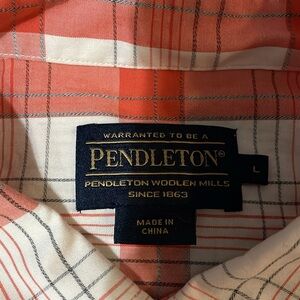 WARRANTED TO BE A
PENDLETON®
PENDLETON WOOLEN MILLS
SINCE 1863
L
MADE IN
CHINA